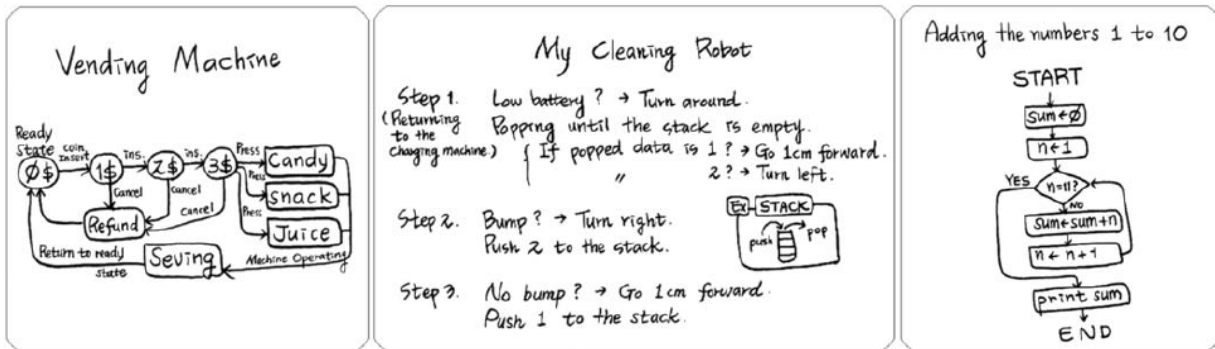 Vending Machine
Ready
State
0$
coin
Insert
1$
ins.
2$
ins.
3$
Press
Candy
Press
snack
Press
Juice
Cancel
cancel
Cancel
Refund
Return to ready
state
Seving
Machine Operating
My Cleaning Robot
Step 1. Low battery? → Turn around.
(Returning
to the
Charging machine.)
Popping until the stack is empty.
If popped data is 1? → Go 1cm forward.
〃 2? → Turn left.
Step 2. Bump? → Turn right.
Push 2 to the stack.
Ex STACK
push
pop
Step 3. No bump? → Go 1cm forward.
Push 1 to the stack.
Adding the numbers 1 to 10
START
sum←0
n←1
YES
n=11?
NO
sum←sum+n
n ← n+1
print sum
END